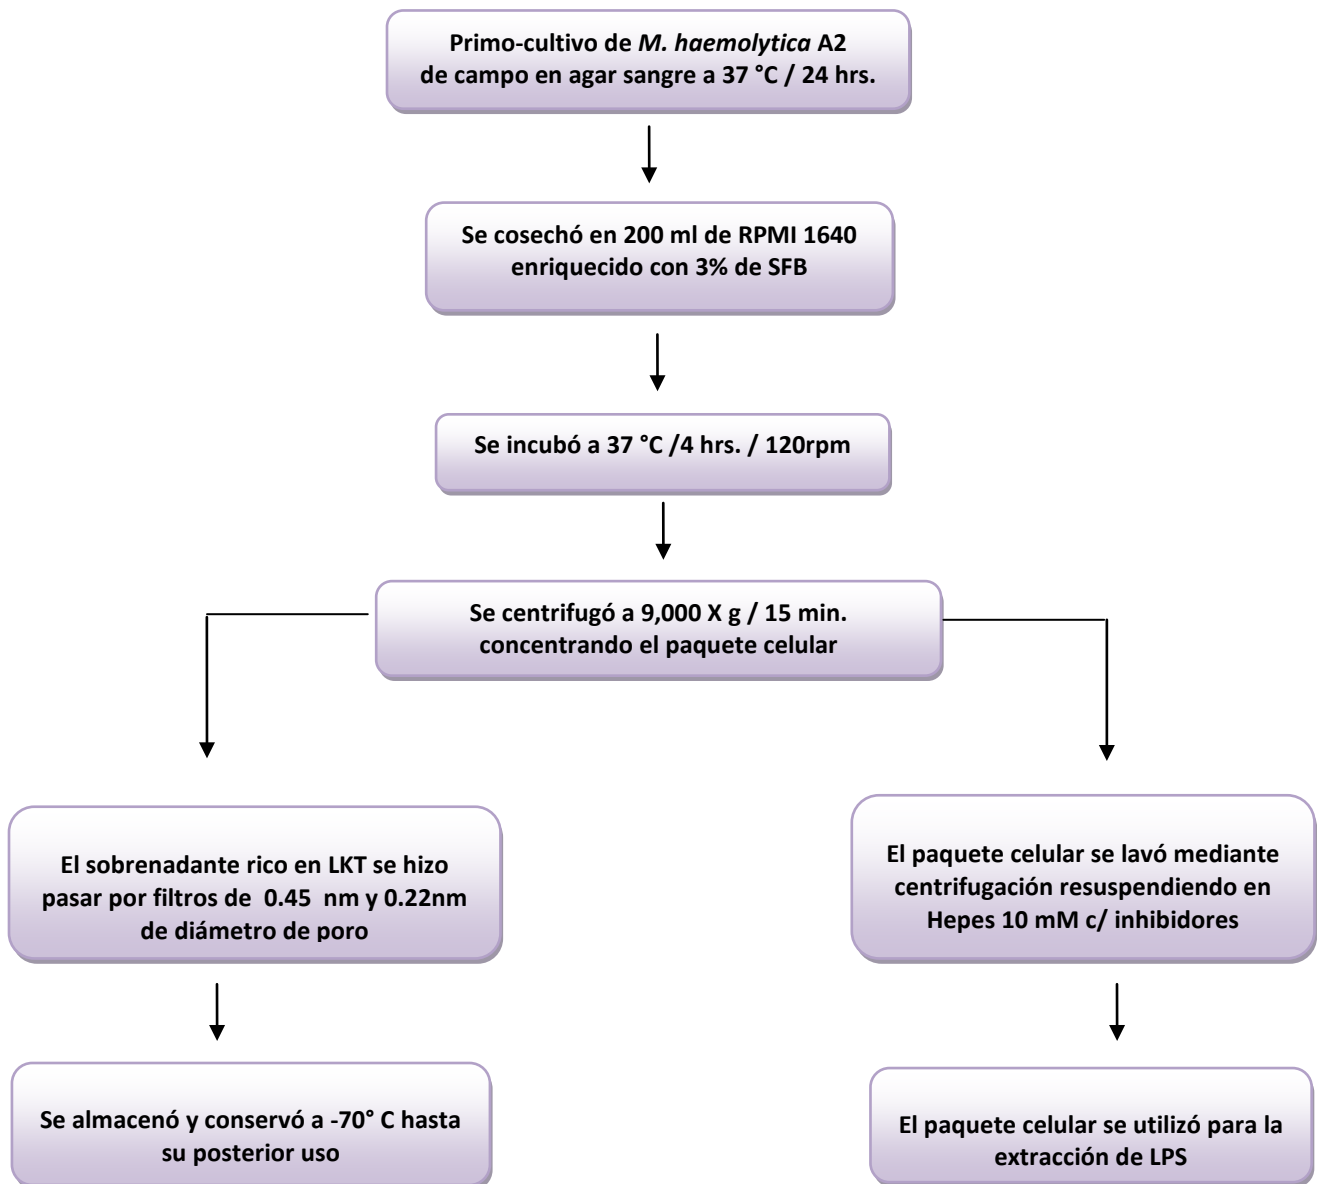 Primo-cultivo de M. haemolytica A2
de campo en agar sangre a 37 °C / 24 hrs.
Se cosechó en 200 ml de RPMI 1640
enriquecido con 3% de SFB
Se incubó a 37 °C /4 hrs. / 120rpm
Se centrifugó a 9,000 X g / 15 min.
concentrando el paquete celular
El sobrenadante rico en LKT se hizo
pasar por filtros de 0.45 nm y 0.22nm
de diámetro de poro
El paquete celular se lavó mediante
centrifugación resuspendiendo en
Hepes 10 mM c/ inhibidores
Se almacenó y conservó a -70° C hasta
su posterior uso
El paquete celular se utilizó para la
extracción de LPS